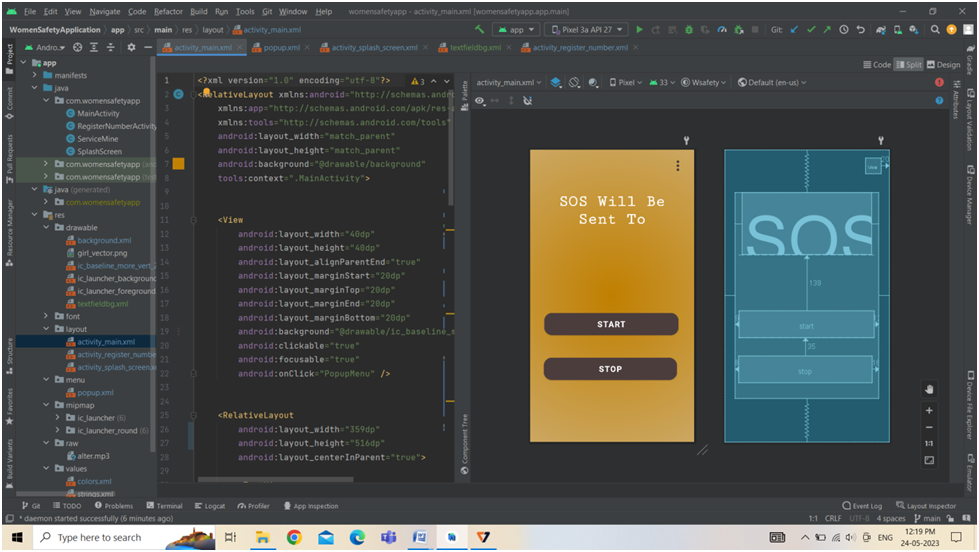 File Edit View Navigate Code Refactor Build Run Tools Git Window Help womensafetyapp - activity_main.xml [womensafetyapp.app.main]
WomenSafetyApplication app src main res layout activity_main.xml
app Pixel 3a API 27 Git:
Andro...
activity_main.xml popup.xml activity_splash_screen.xml textfieldbg.xml activity_register_number.xml
Code Split Design
Project
Commit
Pull Requests
Resource Manager
Structure
Favorites
Build Variants
app
manifests
java
com.womensafetyapp
MainActivity
RegisterNumberActivity
ServiceMine
SplashScreen
com.womensafetyapp
com.womensafetyapp
java (generated)
com.womensafetyapp
res
drawable
background.xml
girl_vector.png
ic_baseline_more_vert_
ic_launcher_background
ic_launcher_foreground
textfieldbg.xml
font
layout
activity_main.xml
activity_register_numbe
activity_splash_screen.x
menu
popup.xml
mipmap
ic_launcher (6)
ic_launcher_round (6)
raw
alter.mp3
values
colors.xml
strings.xml
3
1 <?xml version="1.0" encoding="utf-8"?>
2 <RelativeLayout xmlns:android="http://schemas.andro
3 xmlns:app="http://schemas.android.com/apk/res-
4 xmlns:tools="http://schemas.android.com/tools"
5 android:layout_width="match_parent"
6 android:layout_height="match_parent"
7 android:background="@drawable/background"
8 tools:context=".MainActivity">
10
11 <View
12 android:layout_width="40dp"
13 android:layout_height="40dp"
14 android:layout_alignParentEnd="true"
15 android:layout_marginStart="20dp"
16 android:layout_marginTop="20dp"
17 android:layout_marginEnd="20dp"
18 android:layout_marginBottom="20dp"
19 android:background="@drawable/ic_baseline_m
20 android:clickable="true"
21 android:focusable="true"
22 android:onClick="PopupMenu" />
23
24
25 <RelativeLayout
26 android:layout_width="359dp"
27 android:layout_height="516dp"
28 android:layout_centerInParent="true">
29
Palette
Component Tree
activity_main.xml Pixel 33 Wsafety Default (en-us)
SOS Will Be
Sent To
START
STOP
View
SOS
139
start
35
stop
1:1
Gradle
Attributes
Layout Validation
Device Manager
Device File Explorer
Emulator
Git TODO Problems Terminal Logcat Profiler App Inspection Event Log Layout Inspector
* daemon started successfully (6 minutes ago) 1:1 CRLF UTF-8 4 spaces main
Type here to search ENG 12:19 PM
24-05-2023